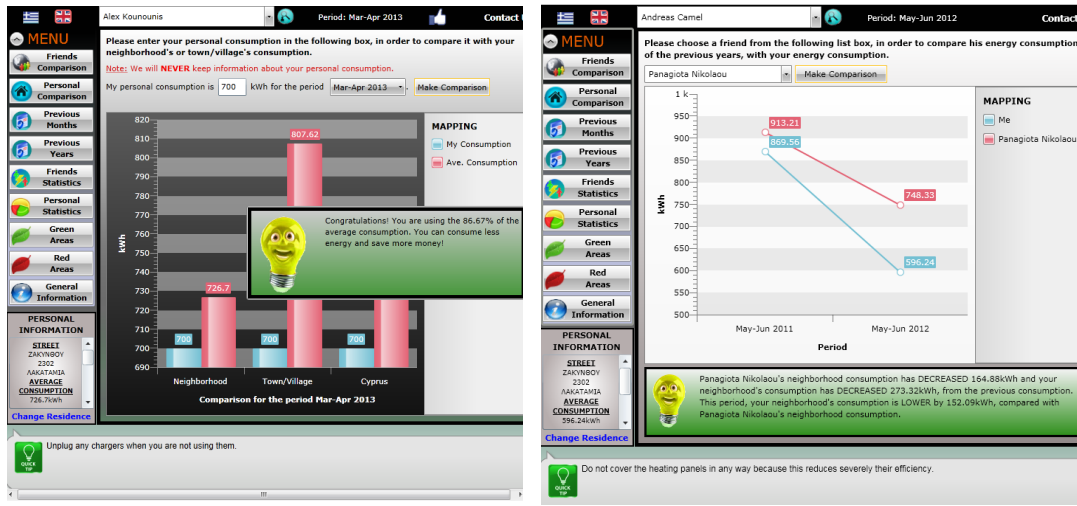 Alex Kounounis
Period: Mar-Apr 2013
Contact
MENU
Friends
Comparison
Personal
Comparison
Previous
Months
Previous
Years
Friends
Statistics
Personal
Statistics
Green
Areas
Red
Areas
General
Information
PERSONAL
INFORMATION
STREET
ΖΑΚΥΝΘΟΥ
2302
ΛΑΚΑΤΑΜΙΑ
AVERAGE
CONSUMPTION
726.7kWh
Change Residence
Please enter your personal consumption in the following box, in order to compare it with your
neighborhood's or town/village's consumption.
Note: We will NEVER keep information about your personal consumption.
My personal consumption is 700 kWh for the period Mar-Apr 2013 . Make Comparison
820
810
800
790
780
770
760
750
740
730
720
710
700
690
kWh
807.62
726.7
700
700
700
Neighborhood
Town/Village
Cyprus
Comparison for the period Mar-Apr 2013
MAPPING
My Consumption
Ave. Consumption
Congratulations! You are using the 86.67% of the
average consumption. You can consume less
energy and save more money!
QUICK
TIP
Unplug any chargers when you are not using them.
Andreas Camel
Period: May-Jun 2012
Contact
MENU
Friends
Comparison
Personal
Comparison
Previous
Months
Previous
Years
Friends
Statistics
Personal
Statistics
Green
Areas
Red
Areas
General
Information
PERSONAL
INFORMATION
STREET
ΖΑΚΥΝΘΟΥ
2302
ΛΑΚΑΤΑΜΙΑ
AVERAGE
CONSUMPTION
596.24kWh
Change Residence
Please choose a friend from the following list box, in order to compare his energy consumption
of the previous years, with your energy consumption.
Panagiota Nikolaou
Make Comparison
1 k
950
900
850
800
750
700
650
600
550
500
kWh
913.21
869.56
748.33
596.24
May-Jun 2011
May-Jun 2012
Period
MAPPING
Me
Panagiota Nikolaou
Panagiota Nikolaou's neighborhood consumption has DECREASED 164.88kWh and your
neighborhood's consumption has DECREASED 273.32kWh, from the previous consumption.
This period, your neighborhood's consumption is LOWER by 152.09kWh, compared with
Panagiota Nikolaou's neighborhood consumption.
QUICK
TIP
Do not cover the heating panels in any way because this reduces severely their efficiency.